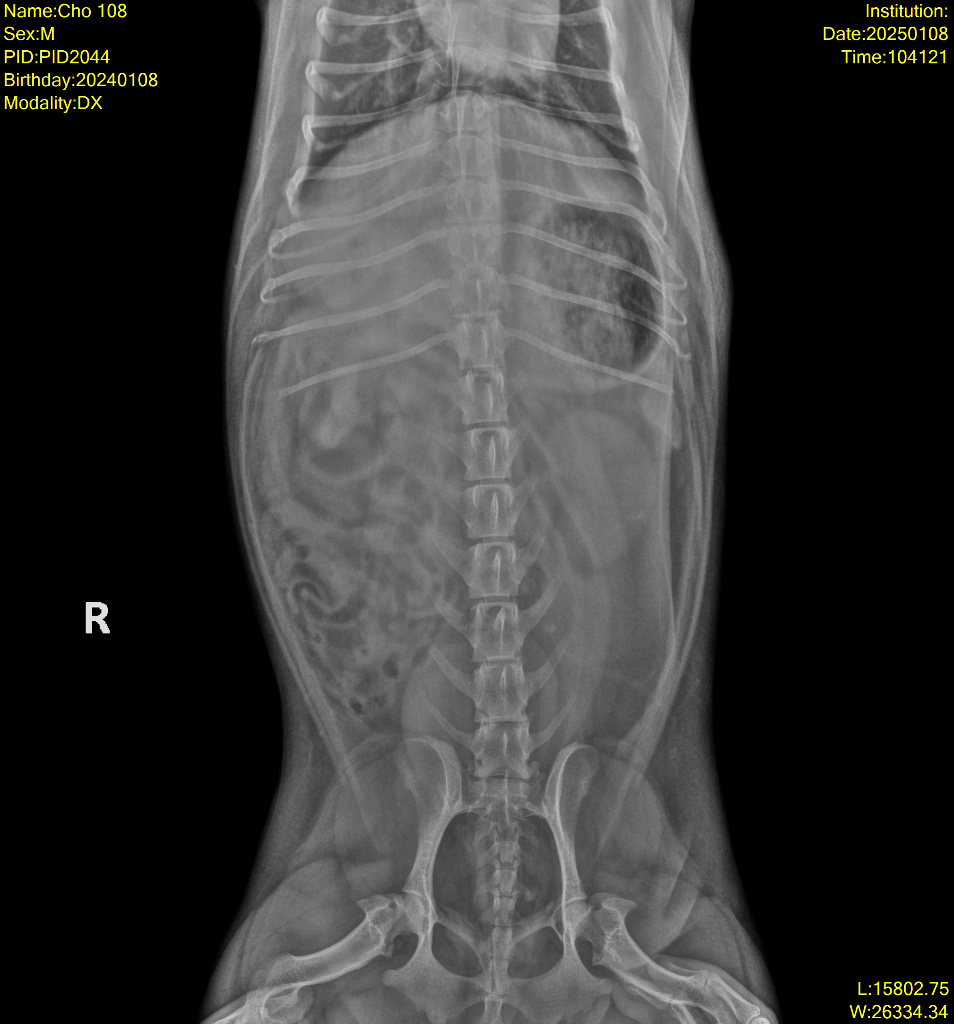 Name:Cho 108
Sex:M
PID:PID2044
Birthday:20240108
Modality:DX
Institution:
Date:20250108
Time:104121
R
L:15802.75
W:26334.34